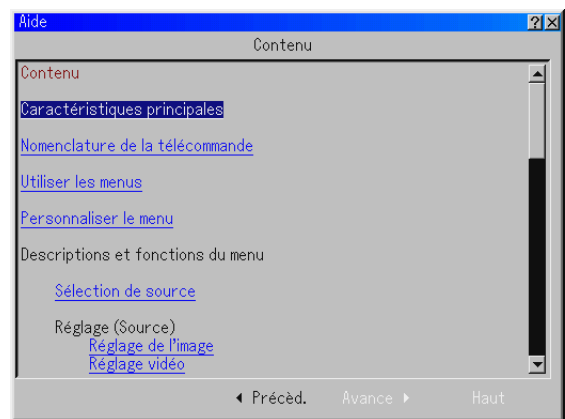 Aide
Contenu
Contenu
Caractéristiques principales
Nomenclature de la télécommande
Utiliser les menus
Personnaliser le menu
Descriptions et fonctions du menu
Sélection de source
Réglage (Source)
Réglage de l'image
Réglage vidéo
Précèd. Avance Haut